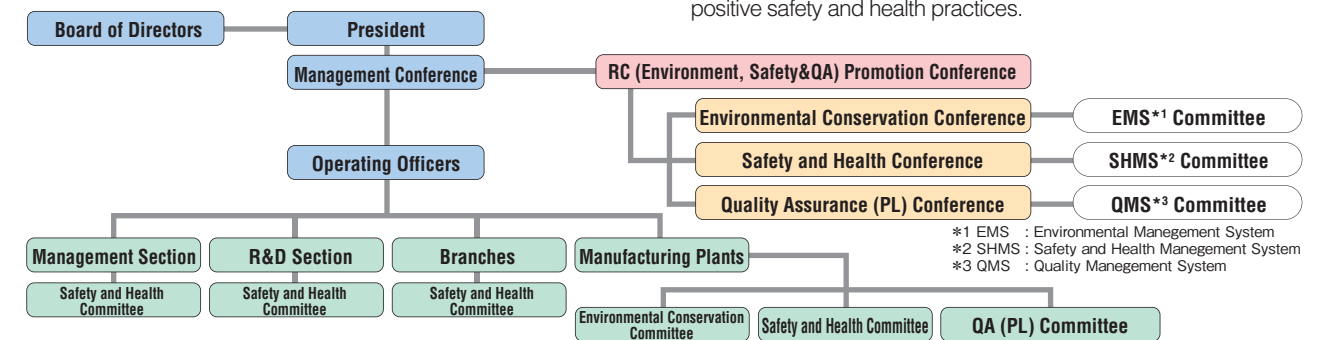 positive safety and health practices.
Board of Directors
President
Management Conference
RC (Environment, Safety&QA) Promotion Conference
Environmental Conservation Conference
EMS*1 Committee
Operating Officers
Safety and Health Conference
SHMS*2 Committee
Quality Assurance (PL) Conference
QMS*3 Committee
*1 EMS : Environmental Manegement System
*2 SHMS : Safety and Health Management System
*3 QMS : Quality Manegement System
Management Section
R&D Section
Branches
Manufacturing Plants
Safety and Health
Committee
Safety and Health
Committee
Safety and Health
Committee
Environmental Conservation
Committee
Safety and Health Committee
QA (PL) Committee